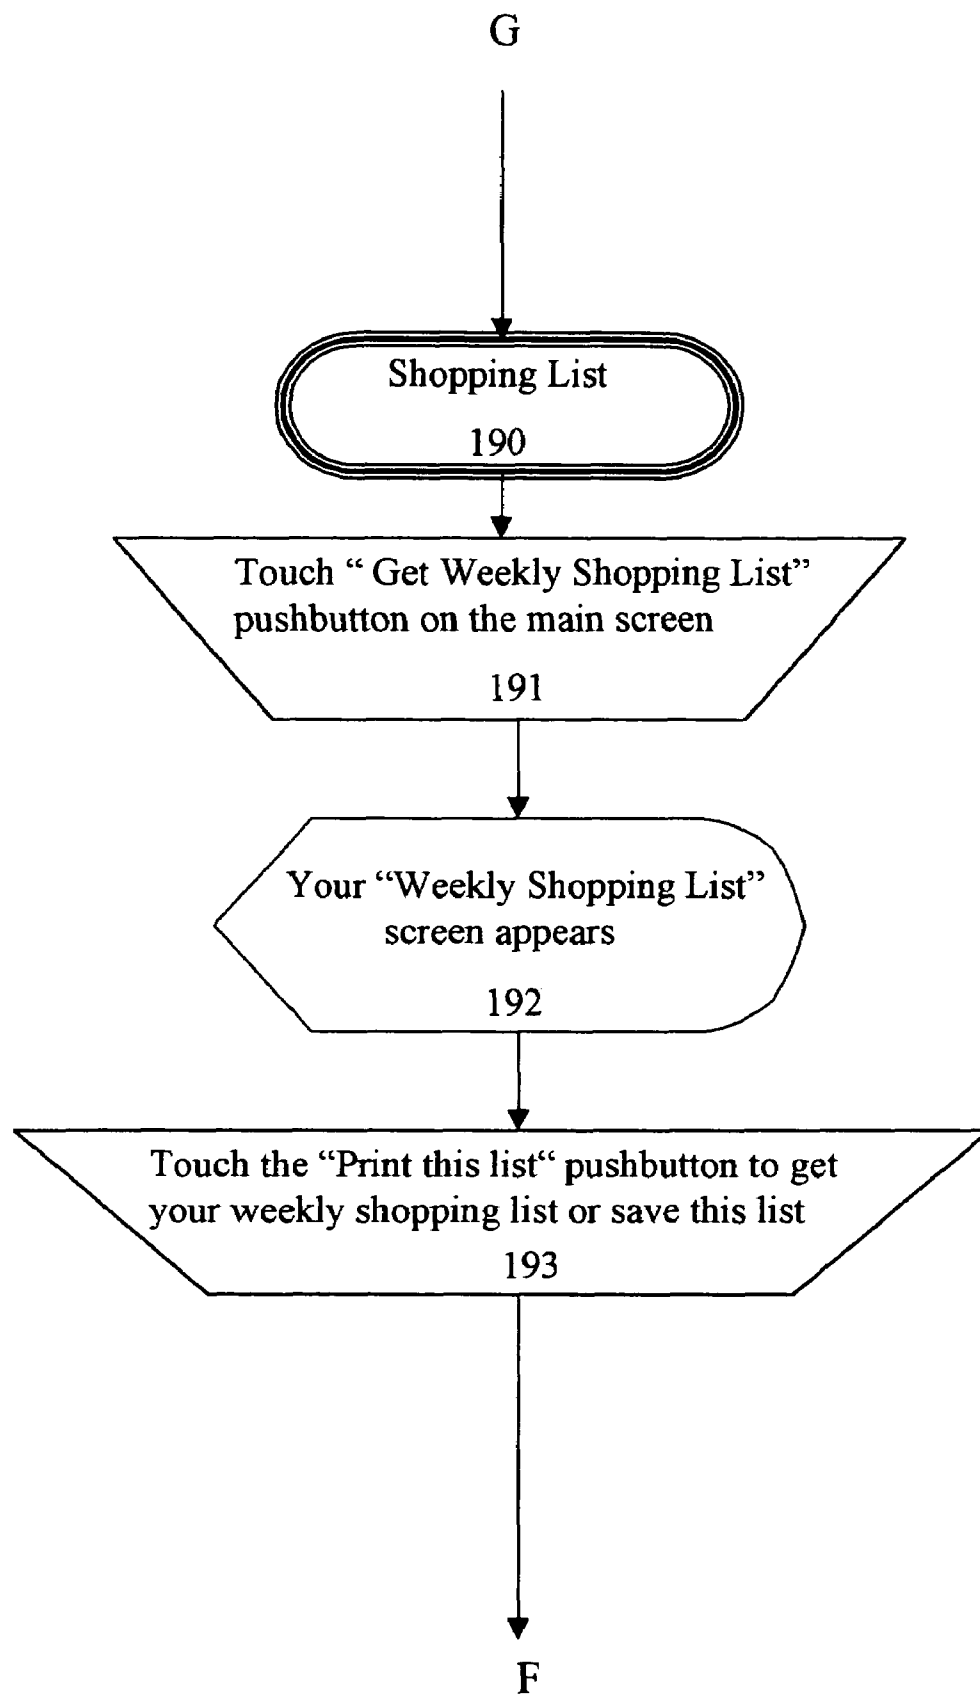 G
Shopping List
190
Touch “ Get Weekly Shopping List”
pushbutton on the main screen
191
Your “Weekly Shopping List”
screen appears
192
Touch the “Print this list“ pushbutton to get
your weekly shopping list or save this list
193
F